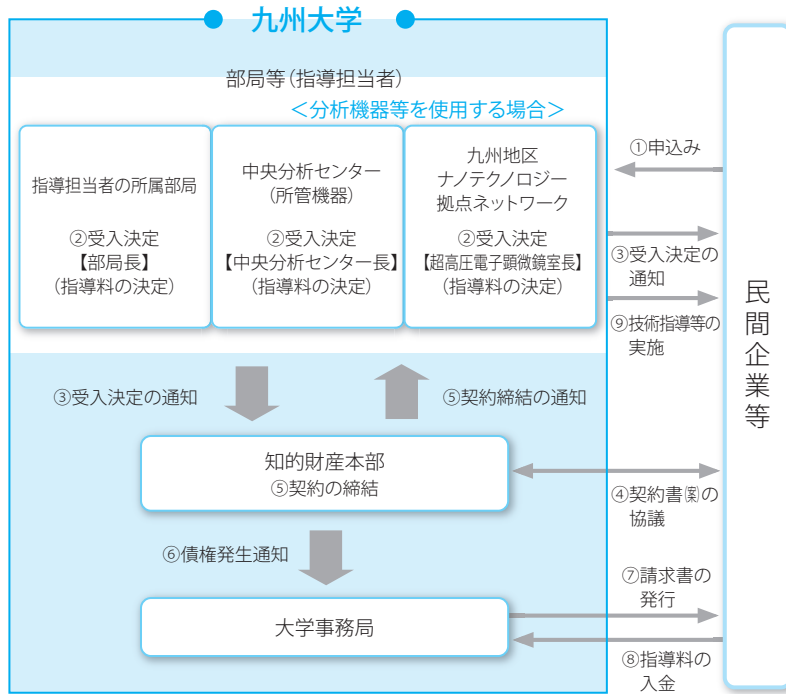 九州大学
部局等(指導担当者)
＜分析機器等を使用する場合＞
指導担当者の所属部局
②受入決定
【部局長】
(指導料の決定)
中央分析センター
(所管機器)
②受入決定
【中央分析センター長】
(指導料の決定)
九州地区
ナノテクノロジー
拠点ネットワーク
②受入決定
【超高圧電子顕微鏡室長】
(指導料の決定)
①申込み
③受入決定の
通知
⑨技術指導等の
実施
民間企業等
③受入決定の通知
⑤契約締結の通知
知的財産本部
⑤契約の締結
④契約書㈼の
協議
⑥債権発生通知
大学事務局
⑦請求書の
発行
⑧指導料の
入金